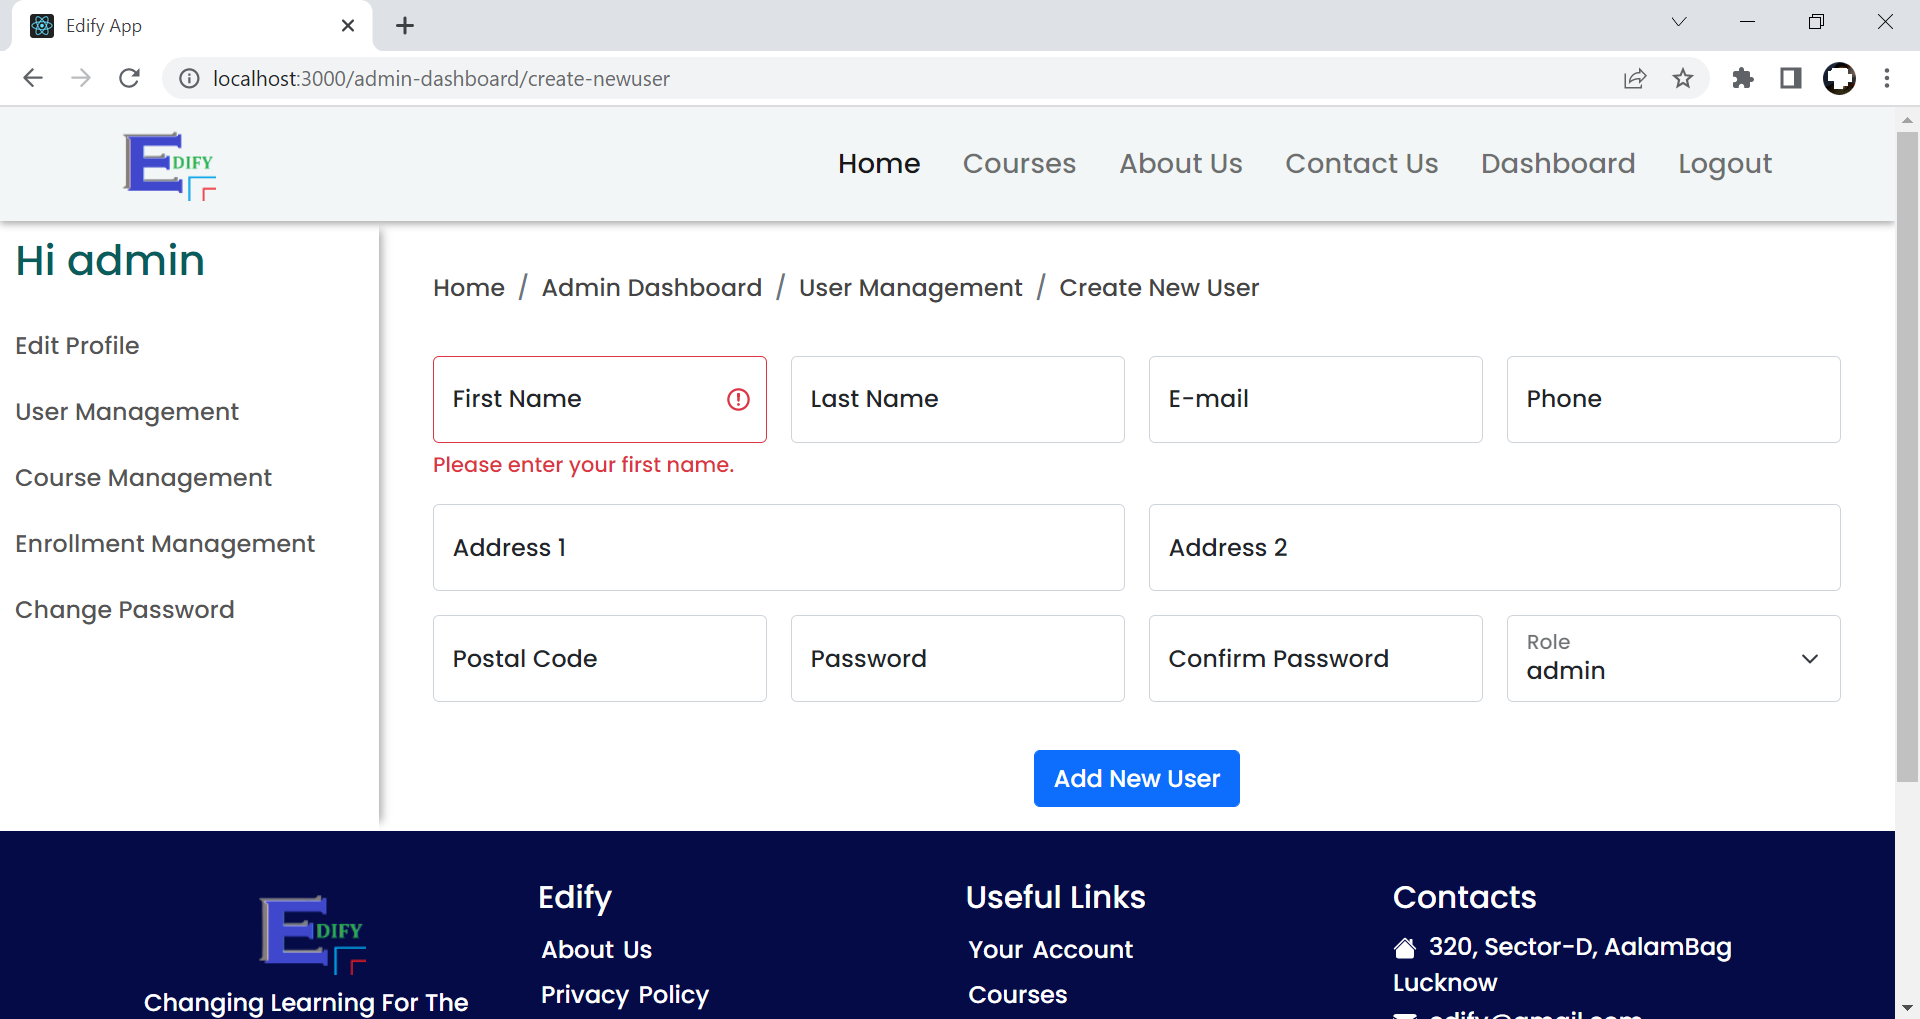 Edify App
localhost:3000/admin-dashboard/create-newuser
EDIFY
Home Courses About Us Contact Us Dashboard Logout
Hi admin
Edit Profile
User Management
Course Management
Enrollment Management
Change Password
Home / Admin Dashboard / User Management / Create New User
First Name Last Name E-mail Phone
Please enter your first name.
Address 1 Address 2
Postal Code Password Confirm Password Role
admin
Add New User
EDIFY
Changing Learning For The
Edify
About Us
Privacy Policy
Useful Links
Your Account
Courses
Contacts
320, Sector-D, AalamBag
Lucknow
edify@gmail.com